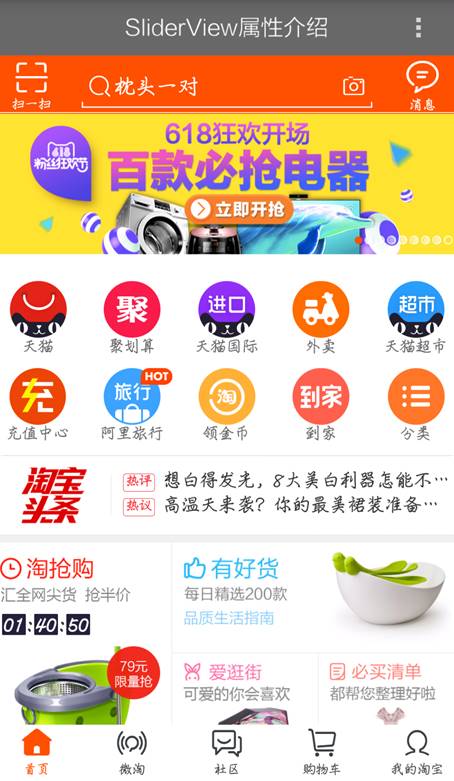 SliderView属性介绍
扫一扫
枕头一对
消息
618狂欢开场
618
粉丝狂欢节
百款必抢电器
立即开抢
聚 进口 超市
天猫 聚划算 天猫国际 外卖 天猫超市
充 旅行 HOT 淘 到家
充值中心 阿里旅行 领金币 到家 分类
淘宝头条
热评 想白得发光，8大美白利器怎能不…
热议 高温天来袭？你的最美裙装准备…
淘抢购
汇全网尖货 抢半价
01:40:50
79元
限量抢
有好货
每日精选200款
品质生活指南
爱逛街
可爱的你会喜欢
必买清单
都帮您整理好啦
首页 微淘 社区 购物车 我的淘宝